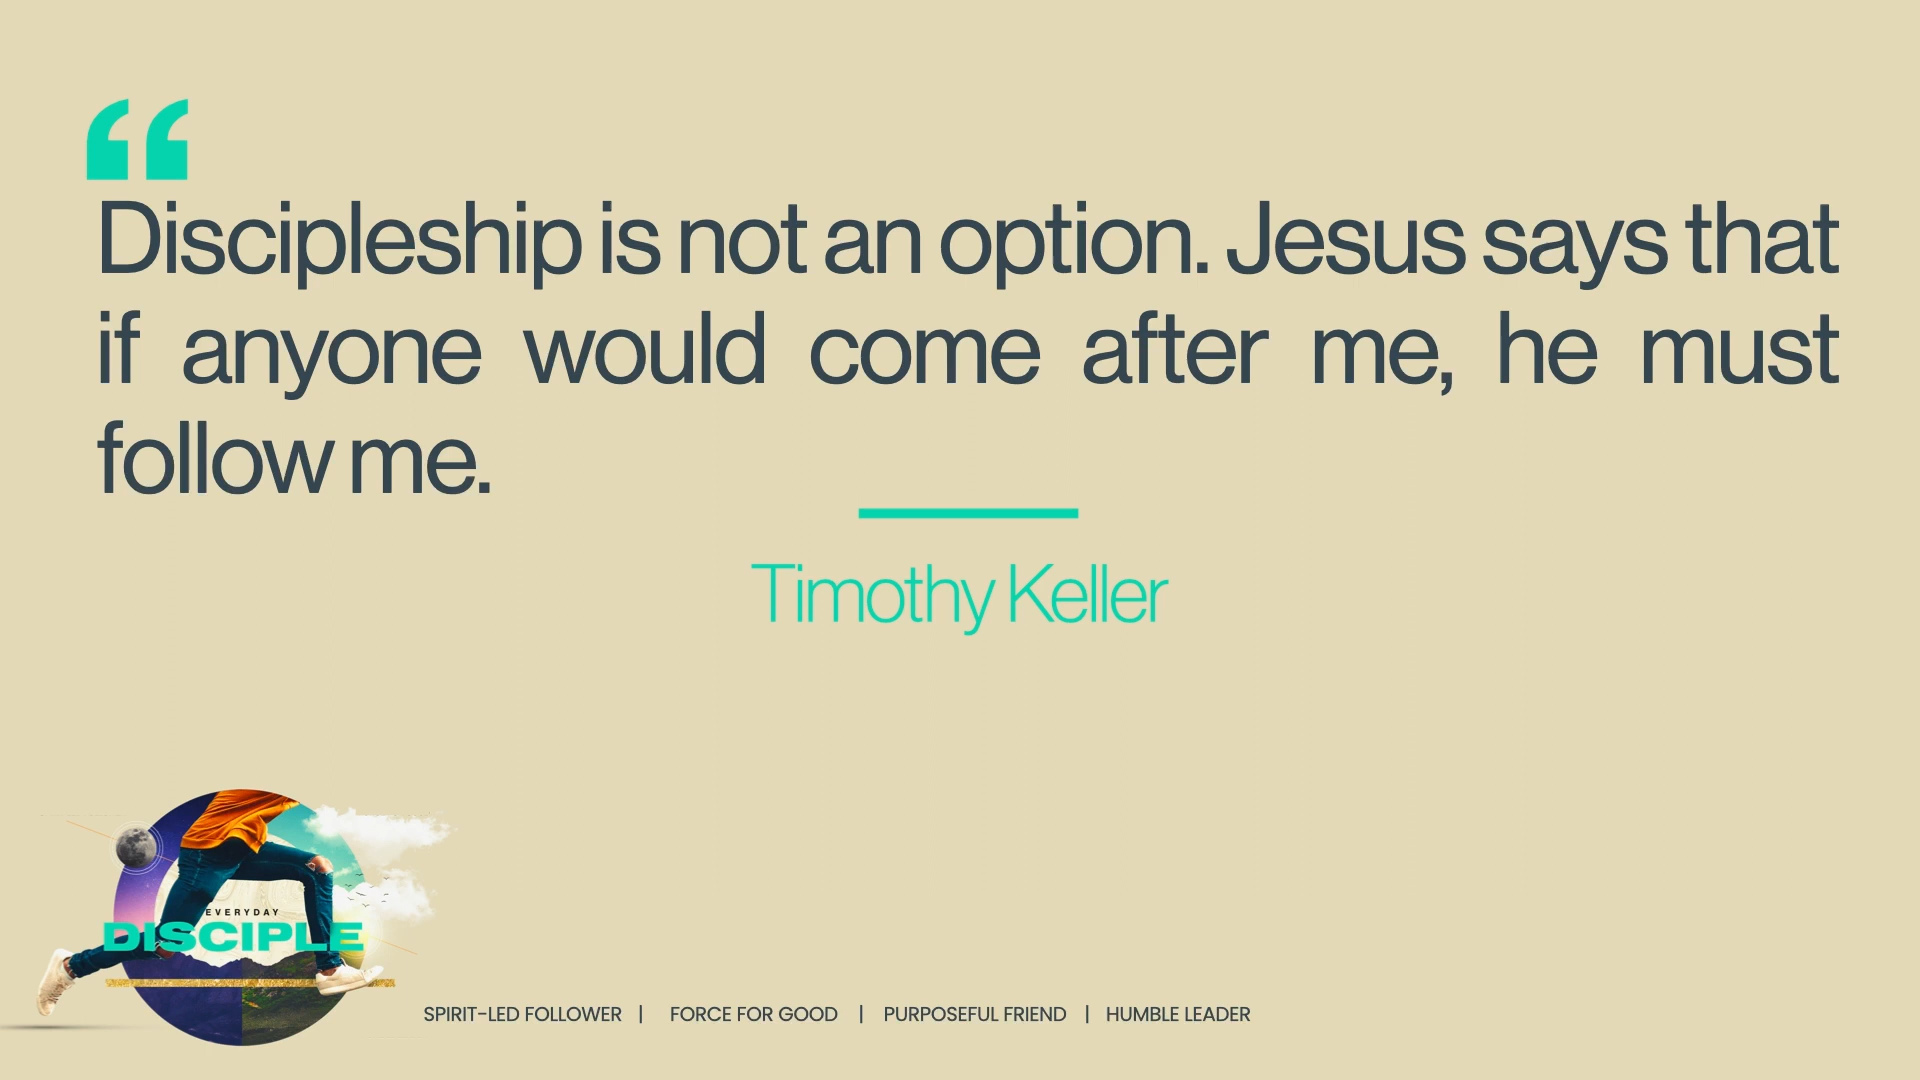 “
Discipleship is not an option. Jesus says that
if anyone would come after me, he must
follow me.
Timothy Keller
EVERYDAY
DISCIPLE
SPIRIT-LED FOLLOWER | FORCE FOR GOOD | PURPOSEFUL FRIEND | HUMBLE LEADER